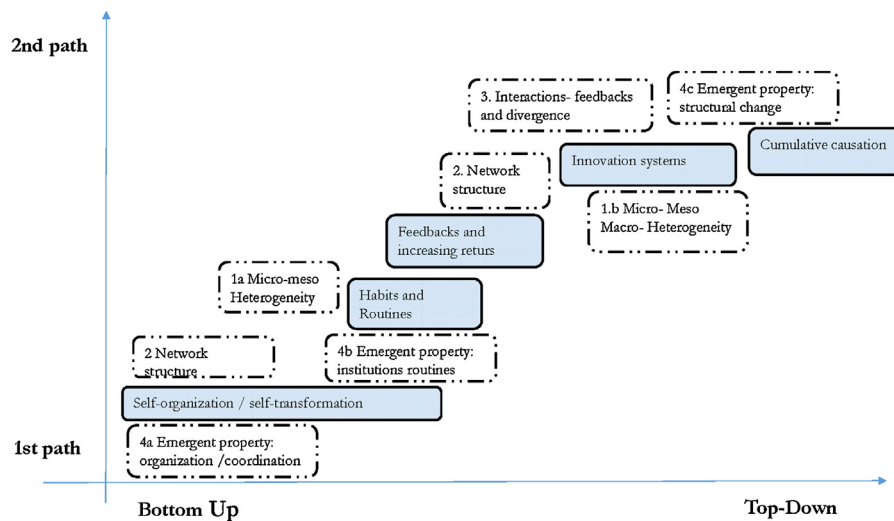 2nd path
3. Interactions- feedbacks
and divergence
4c Emergent property:
structural change
Cumulative causation
Innovation systems
2. Network
structure
1.b Micro- Meso
Macro- Heterogeneity
Feedbacks and
increasing returs
1a Micro-meso
Heterogeneity
Habits and
Routines
2 Network
structure
4b Emergent property:
institutions routines
Self-organization / self-transformation
4a Emergent property:
organization /coordination
1st path
Bottom Up
Top-Down